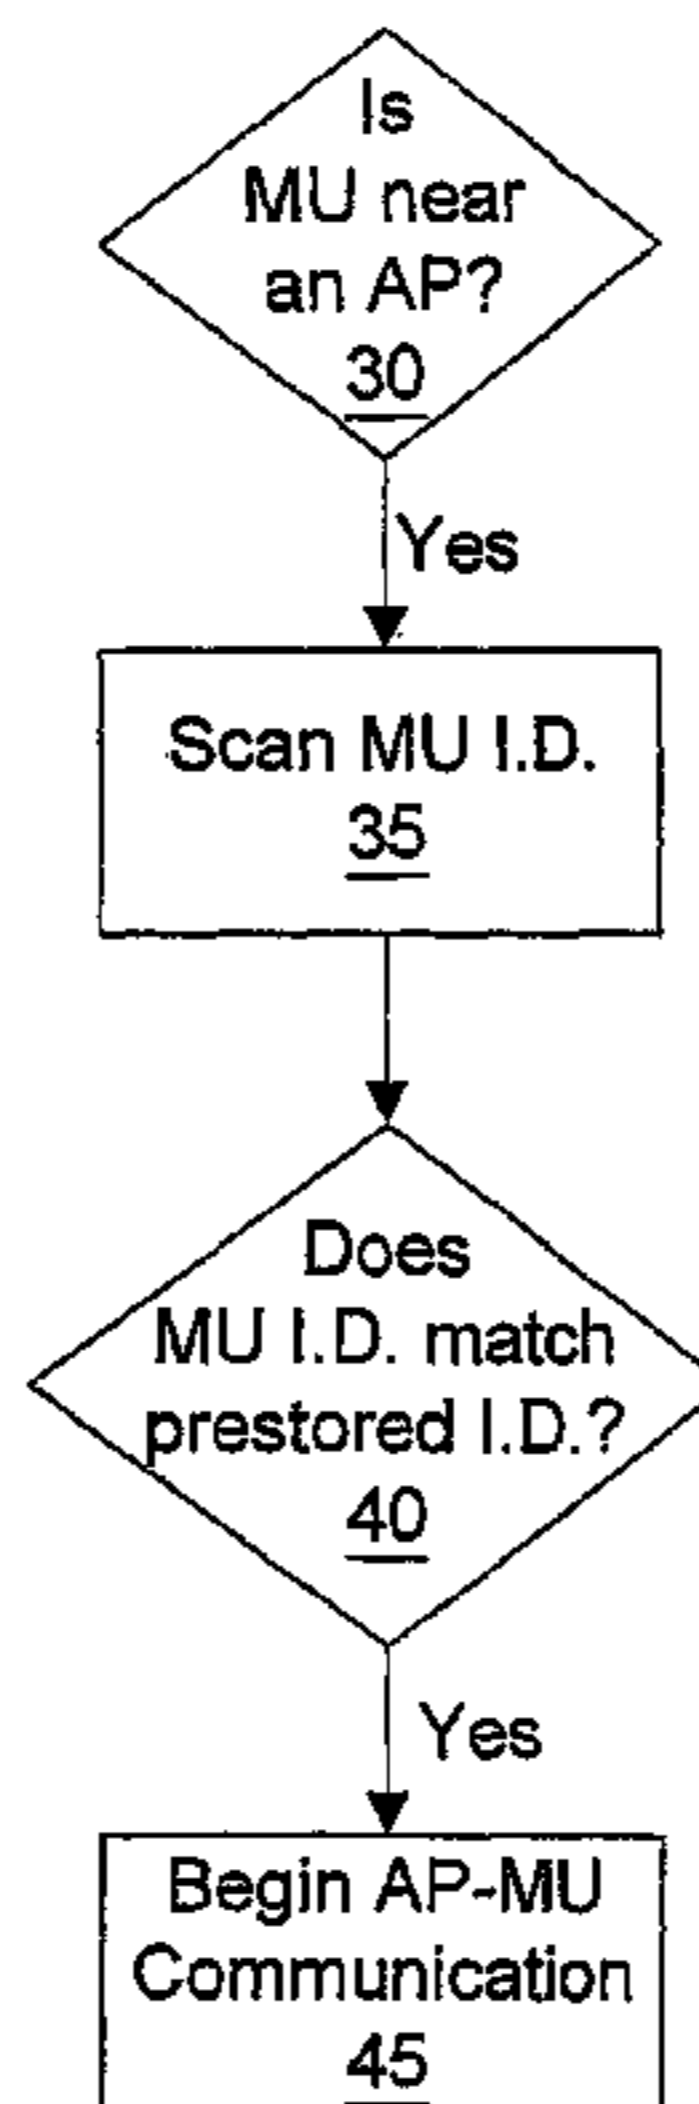 Is
MU near
an AP?
30
Yes
Scan MU I.D.
35
Does
MU I.D. match
prestored I.D.?
40
Yes
Begin AP-MU
Communication
45